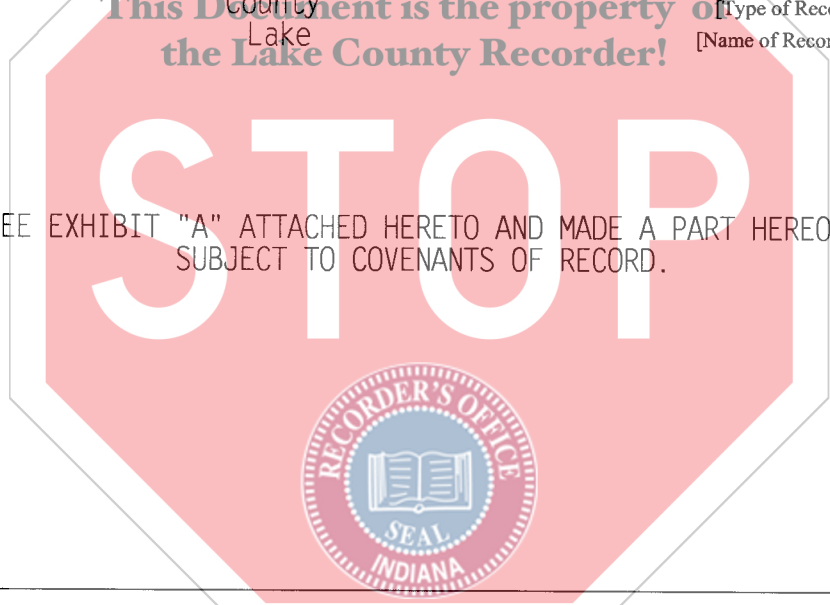 This Document is the property of
County
[Type of Reco
Lake
the Lake County Recorder!
[Name of Recor
STOP
EE EXHIBIT "A" ATTACHED HERETO AND MADE A PART HEREO
SUBJECT TO COVENANTS OF RECORD.
RECORDER'S OFFICE
SEAL
INDIANA